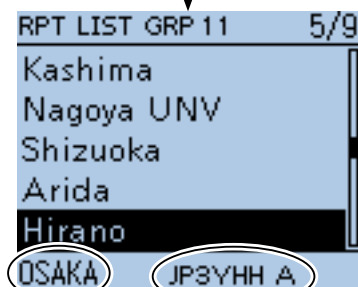 RPT LIST GRP 11 5/9
Kashima
Nagoya UNV
Shizuoka
Arida
Hirano
OSAKA JP3YHH A